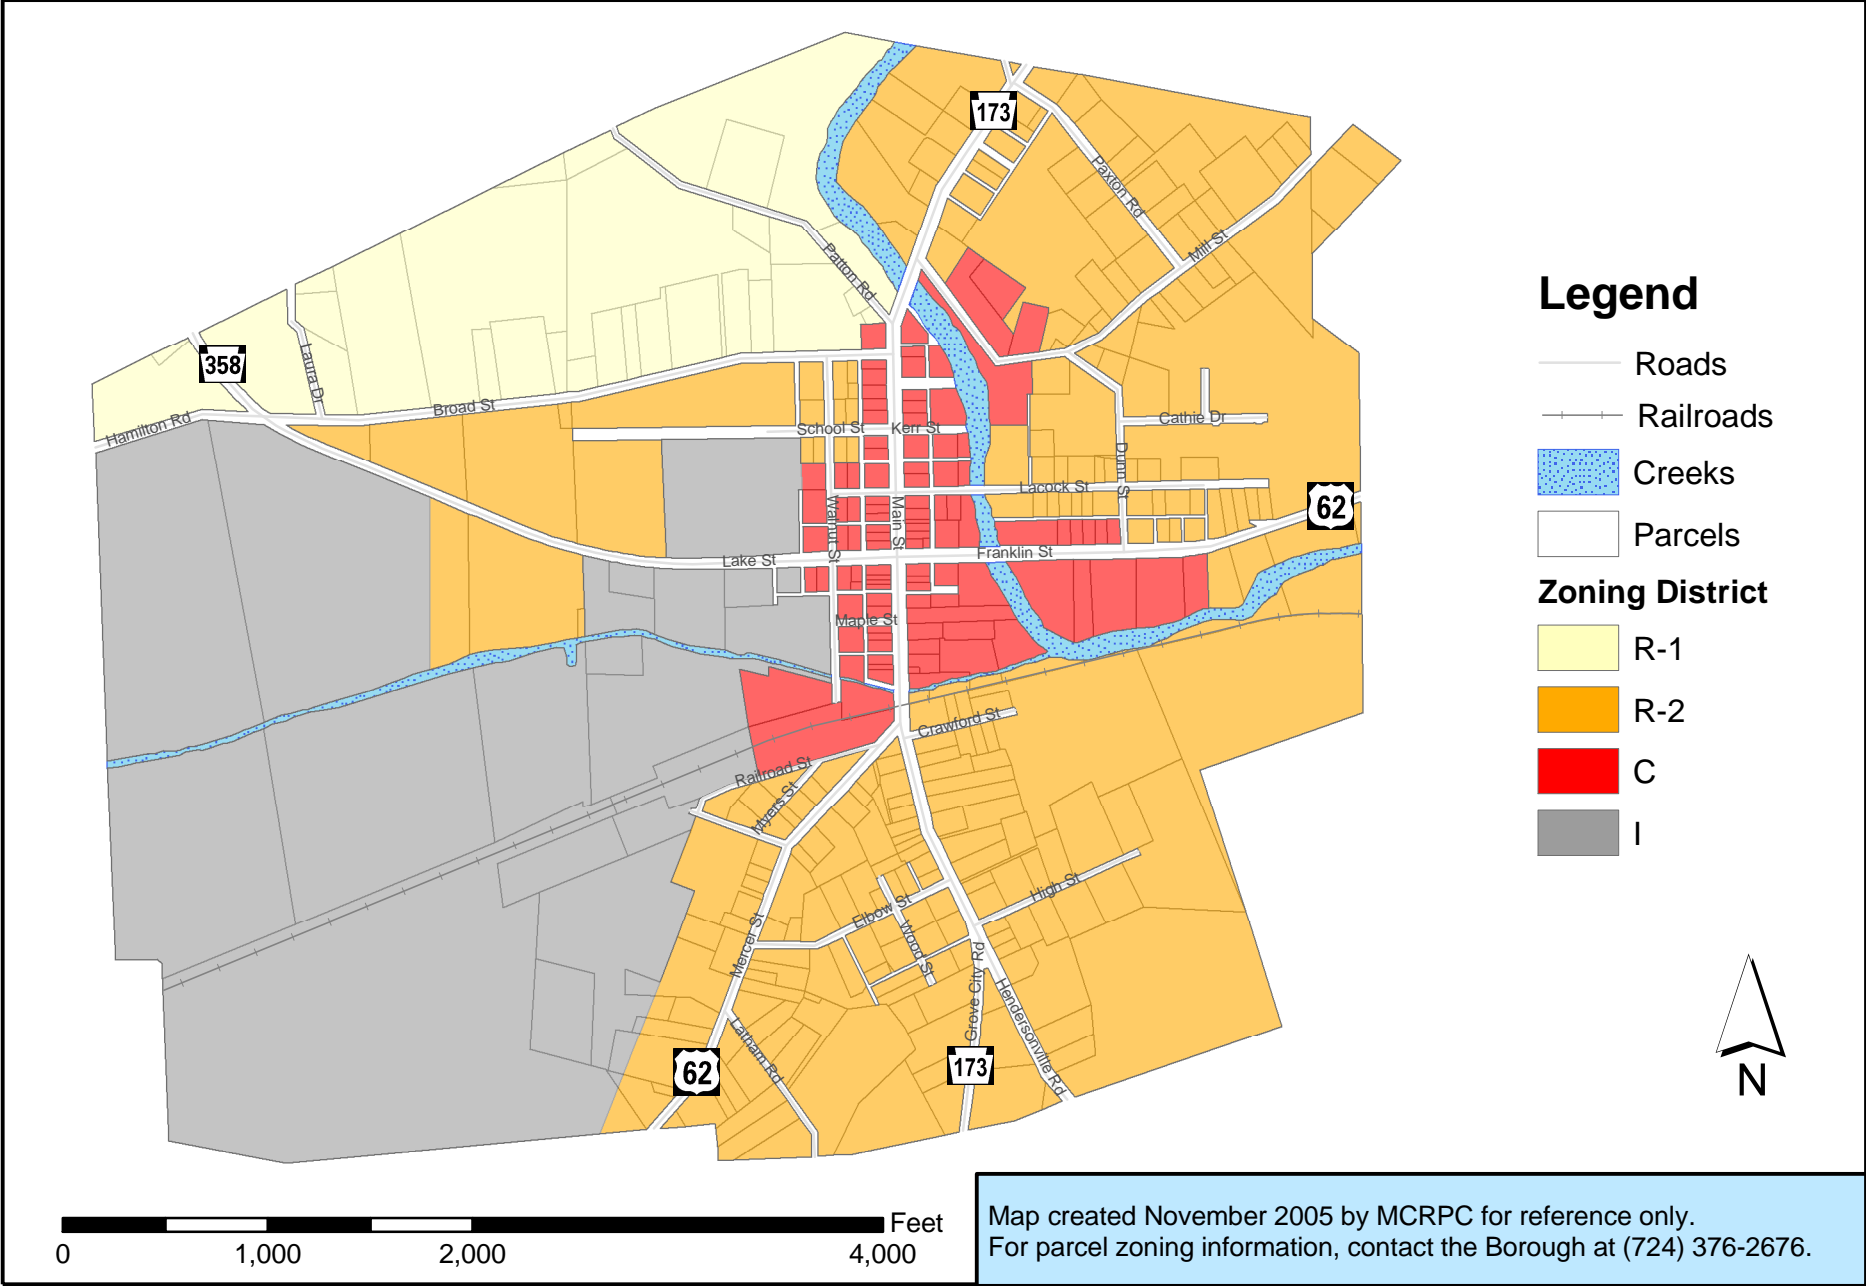 173
Paxton Rd
Mill St
Patton Rd
358
Laura Dr
Broad St
Hamilton Rd
School St
Kerr St
Cathie Dr
Dunn St
Lacock St
62
Walnut St
Main St
Lake St
Franklin St
Maple St
Crawford St
Railroad St
Myers St
High St
Elbow St
Wood St
Mercer St
Grove City Rd
Hendersonville Rd
Latham Rd
62
173
Legend
Roads
Railroads
Creeks
Parcels
Zoning District
R-1
R-2
C
I
N
Feet
0 1,000 2,000 4,000
Map created November 2005 by MCRPC for reference only.
For parcel zoning information, contact the Borough at (724) 376-2676.